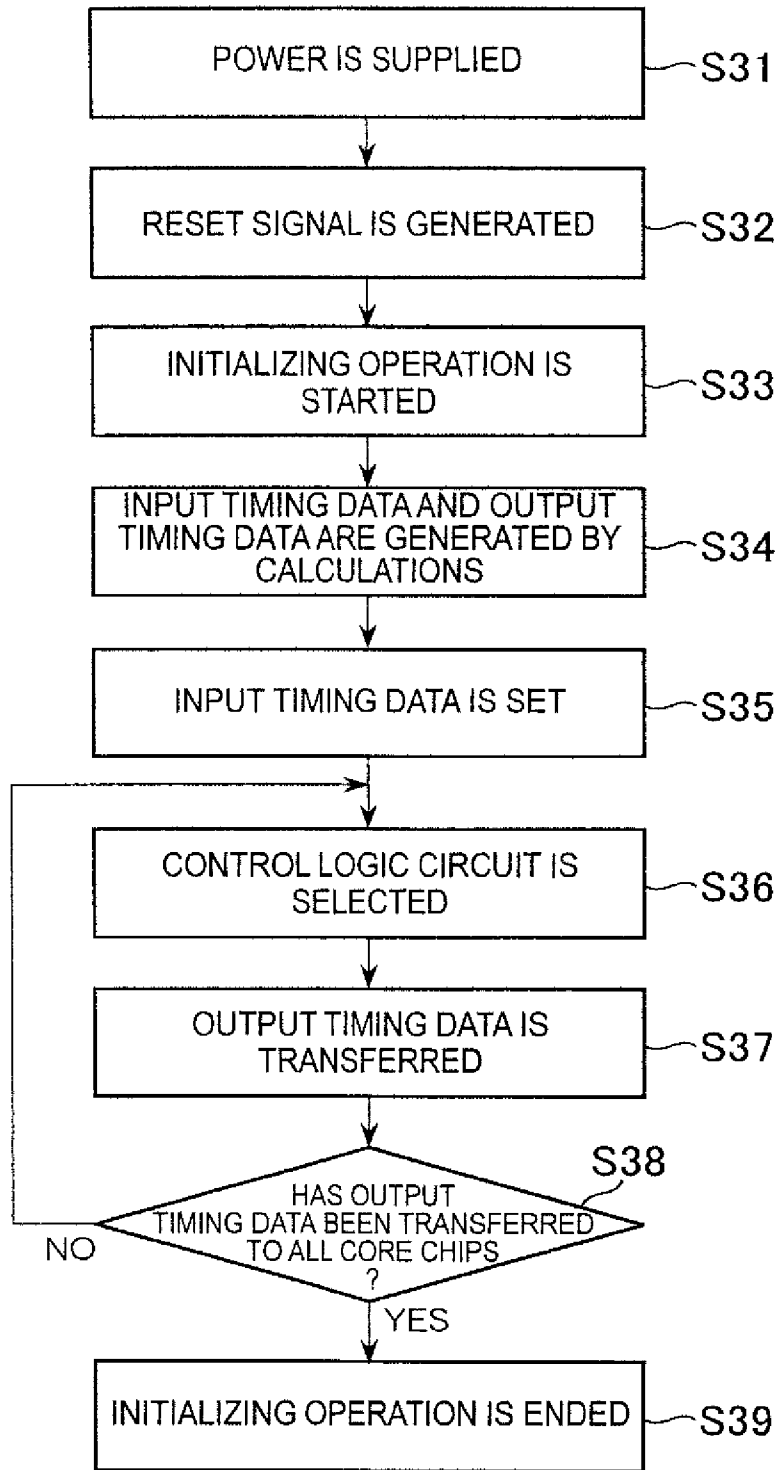 POWER IS SUPPLIED
S31
RESET SIGNAL IS GENERATED
S32
INITIALIZING OPERATION IS
STARTED
S33
INPUT TIMING DATA AND OUTPUT
TIMING DATA ARE GENERATED BY
CALCULATIONS
S34
INPUT TIMING DATA IS SET
S35
CONTROL LOGIC CIRCUIT IS
SELECTED
S36
OUTPUT TIMING DATA IS
TRANSFERRED
S37
S38
HAS OUTPUT
TIMING DATA BEEN TRANSFERRED
TO ALL CORE CHIPS
?
NO
YES
INITIALIZING OPERATION IS ENDED
S39